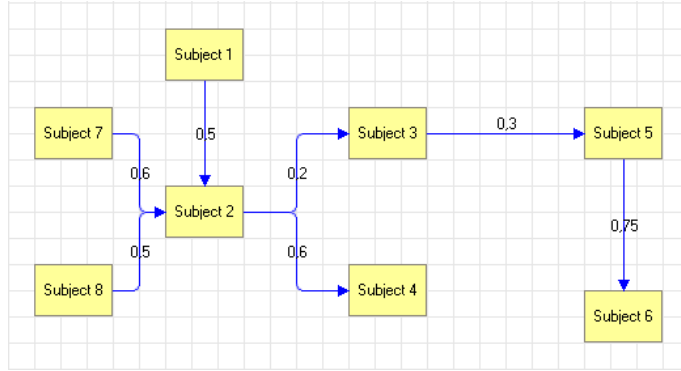 Subject 1
Subject 7
0,5
Subject 3
0,3
Subject 5
0,6
0,2
Subject 2
0,75
0,5
0,6
Subject 8
Subject 4
Subject 6